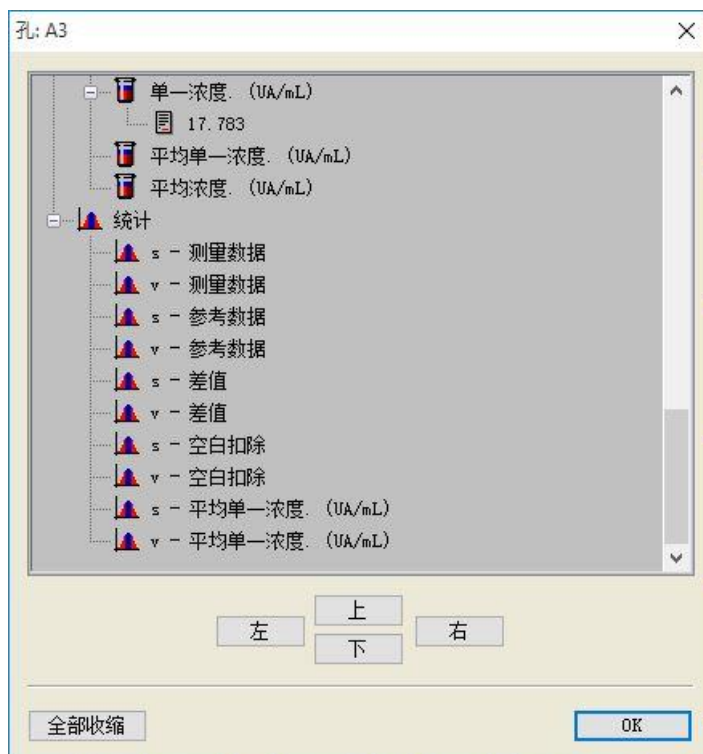 孔: A3
单一浓度. (UA/mL)
17.783
平均单一浓度. (UA/mL)
平均浓度. (UA/mL)
统计
s - 测量数据
v - 测量数据
s - 参考数据
v - 参考数据
s - 差值
v - 差值
s - 空白扣除
v - 空白扣除
s - 平均单一浓度. (UA/mL)
v - 平均单一浓度. (UA/mL)
上
左
右
下
全部收缩
OK